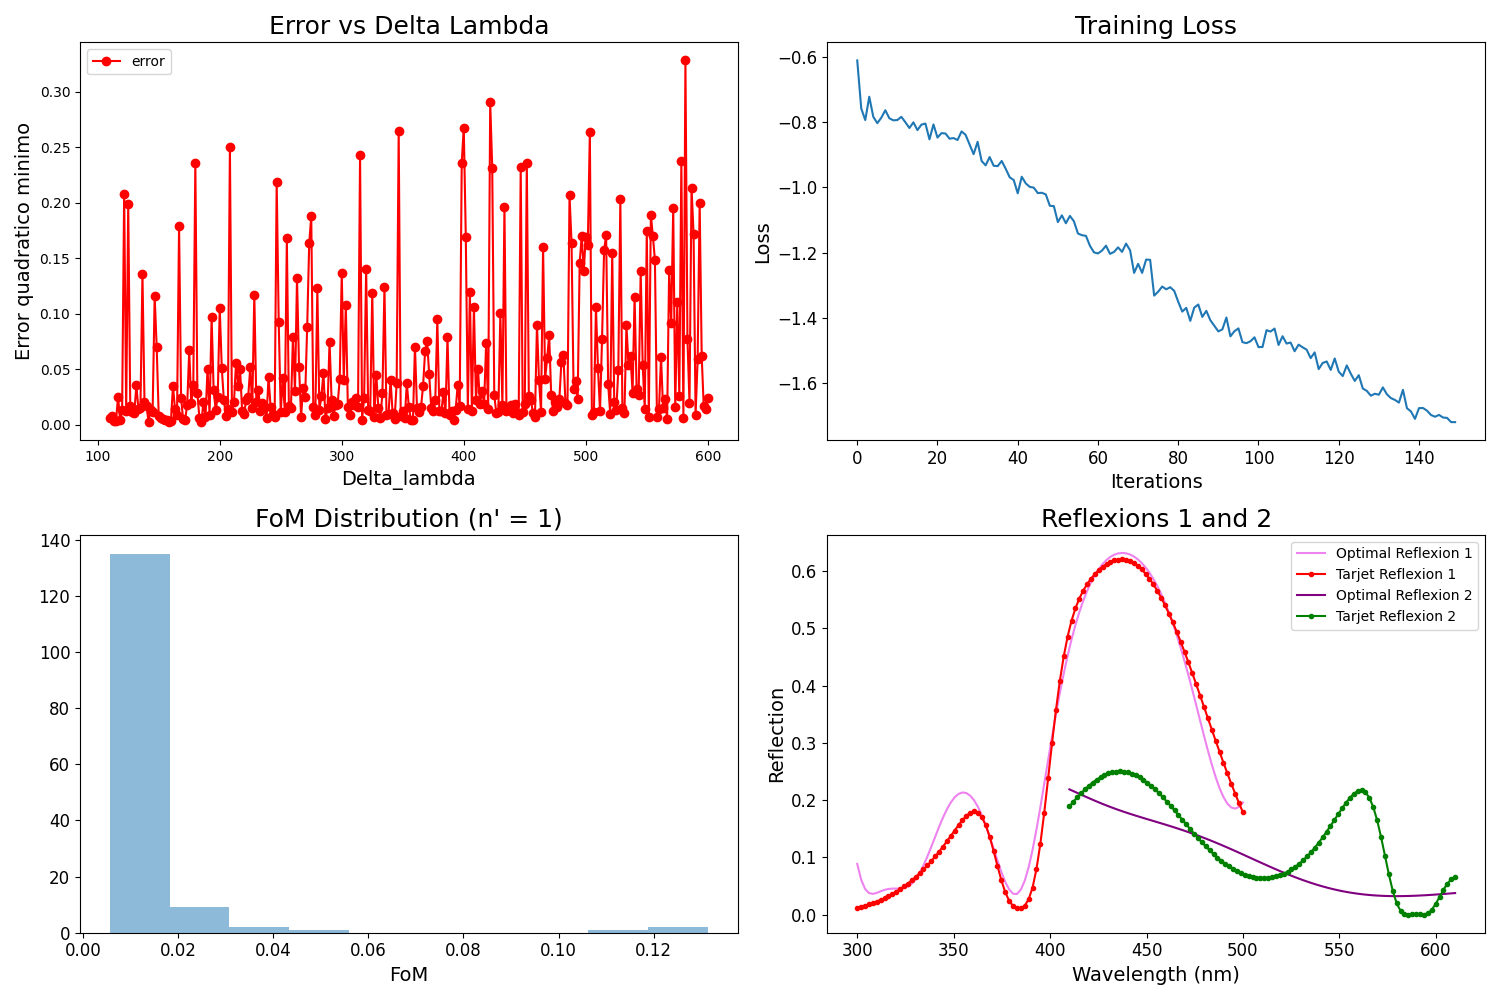 Error vs Delta Lambda
error
0.30
0.25
0.20
0.15
0.10
0.05
0.00
Error quadratico minimo
100 200 300 400 500 600
Delta_lambda
Training Loss
−0.6
−0.8
−1.0
−1.2
−1.4
−1.6
Loss
0 20 40 60 80 100 120 140
Iterations
FoM Distribution (n' = 1)
140
120
100
80
60
40
20
0
0.00 0.02 0.04 0.06 0.08 0.10 0.12
FoM
Reflexions 1 and 2
Optimal Reflexion 1
Tarjet Reflexion 1
Optimal Reflexion 2
Tarjet Reflexion 2
0.6
0.5
0.4
0.3
0.2
0.1
0.0
Reflection
300 350 400 450 500 550 600
Wavelength (nm)